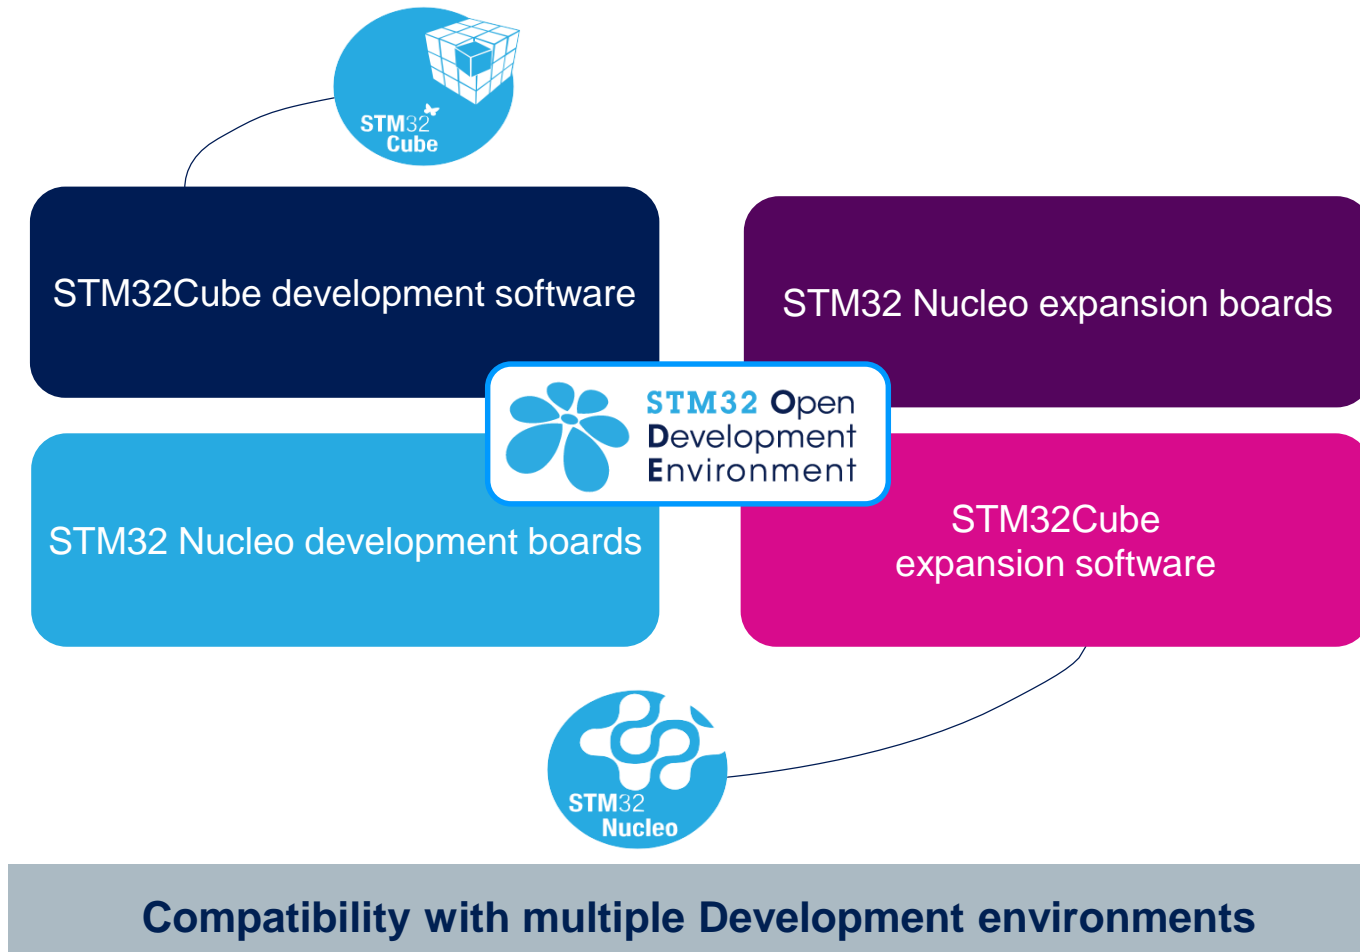 STM32
Cube
STM32Cube development software
STM32 Nucleo expansion boards
STM32 Open
Development
Environment
STM32 Nucleo development boards
STM32Cube
expansion software
STM32
Nucleo
Compatibility with multiple Development environments